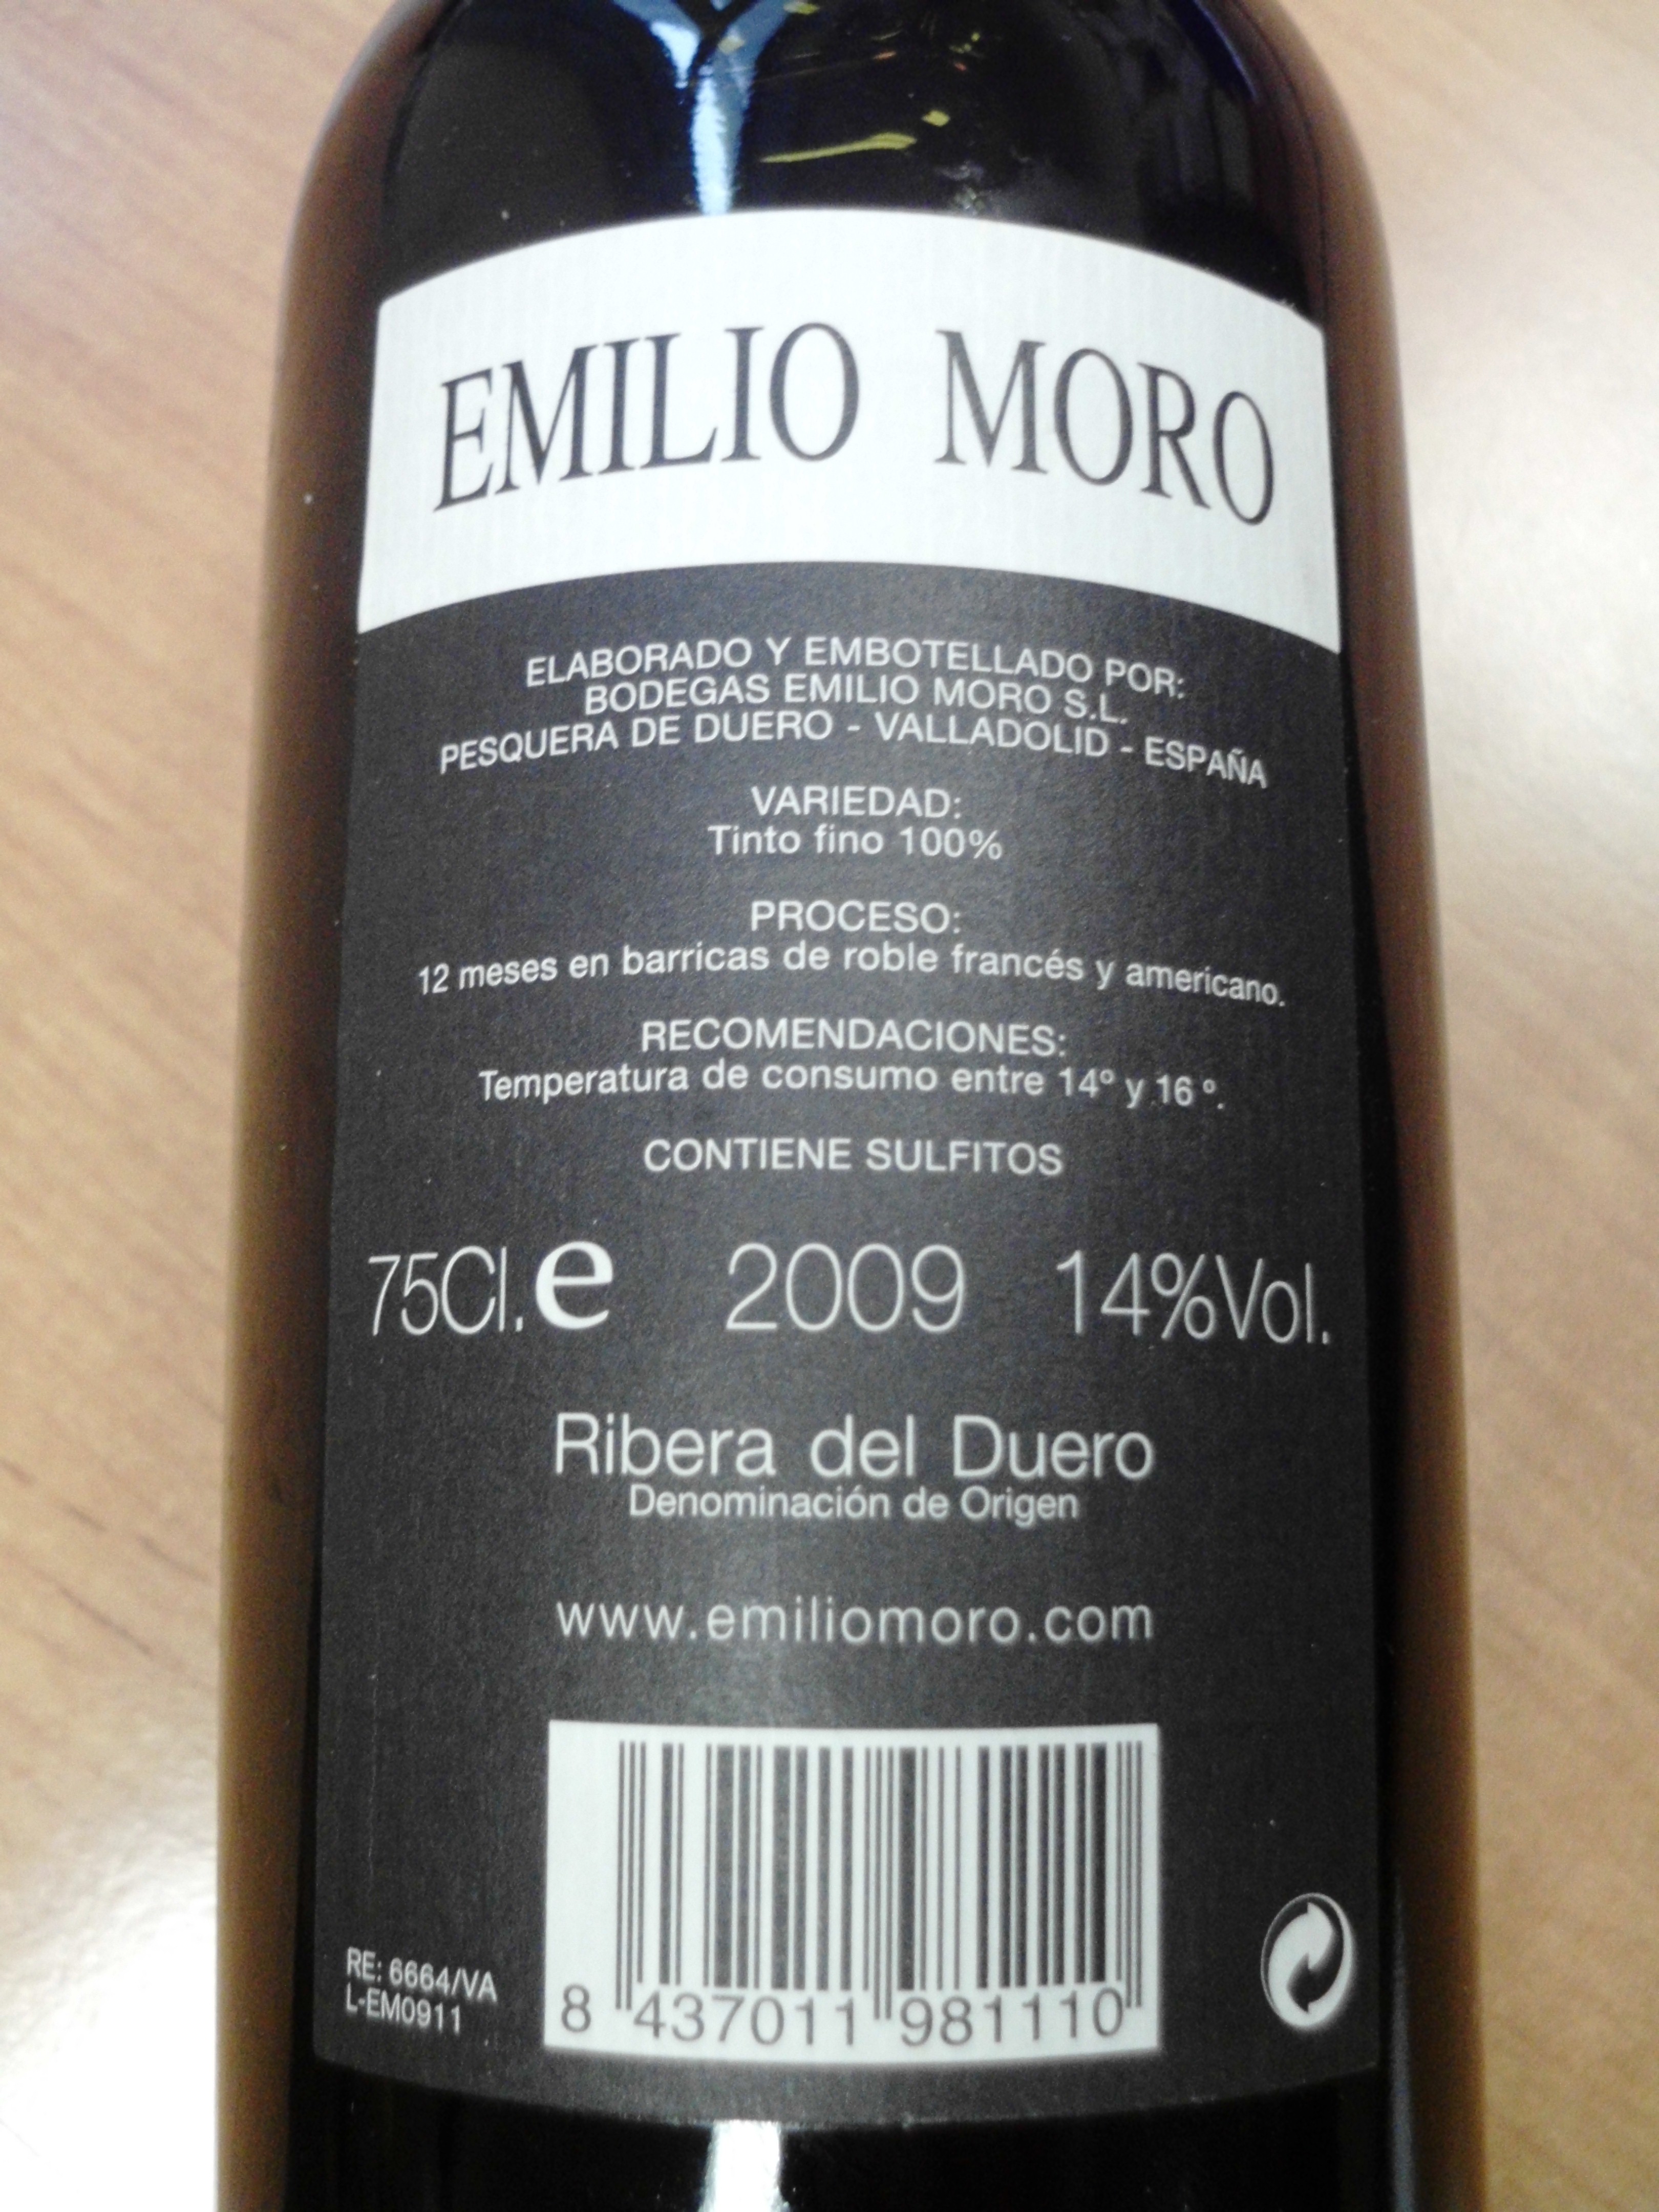 EMILIO MORO
ELABORADO Y EMBOTELLADO POR:
BODEGAS EMILIO MORO S.L.
PESQUERA DE DUERO - VALLADOLID - ESPAÑA
VARIEDAD:
Tinto fino 100%
PROCESO:
12 meses en barricas de roble francés y americano.
RECOMENDACIONES:
Temperatura de consumo entre 14º y 16 º.
CONTIENE SULFITOS
75Cl. e 2009 14%Vol.
Ribera del Duero
Denominación de Origen
www.emiliomoro.com
RE: 6664/VA
L-EM0911
8 437011 981110